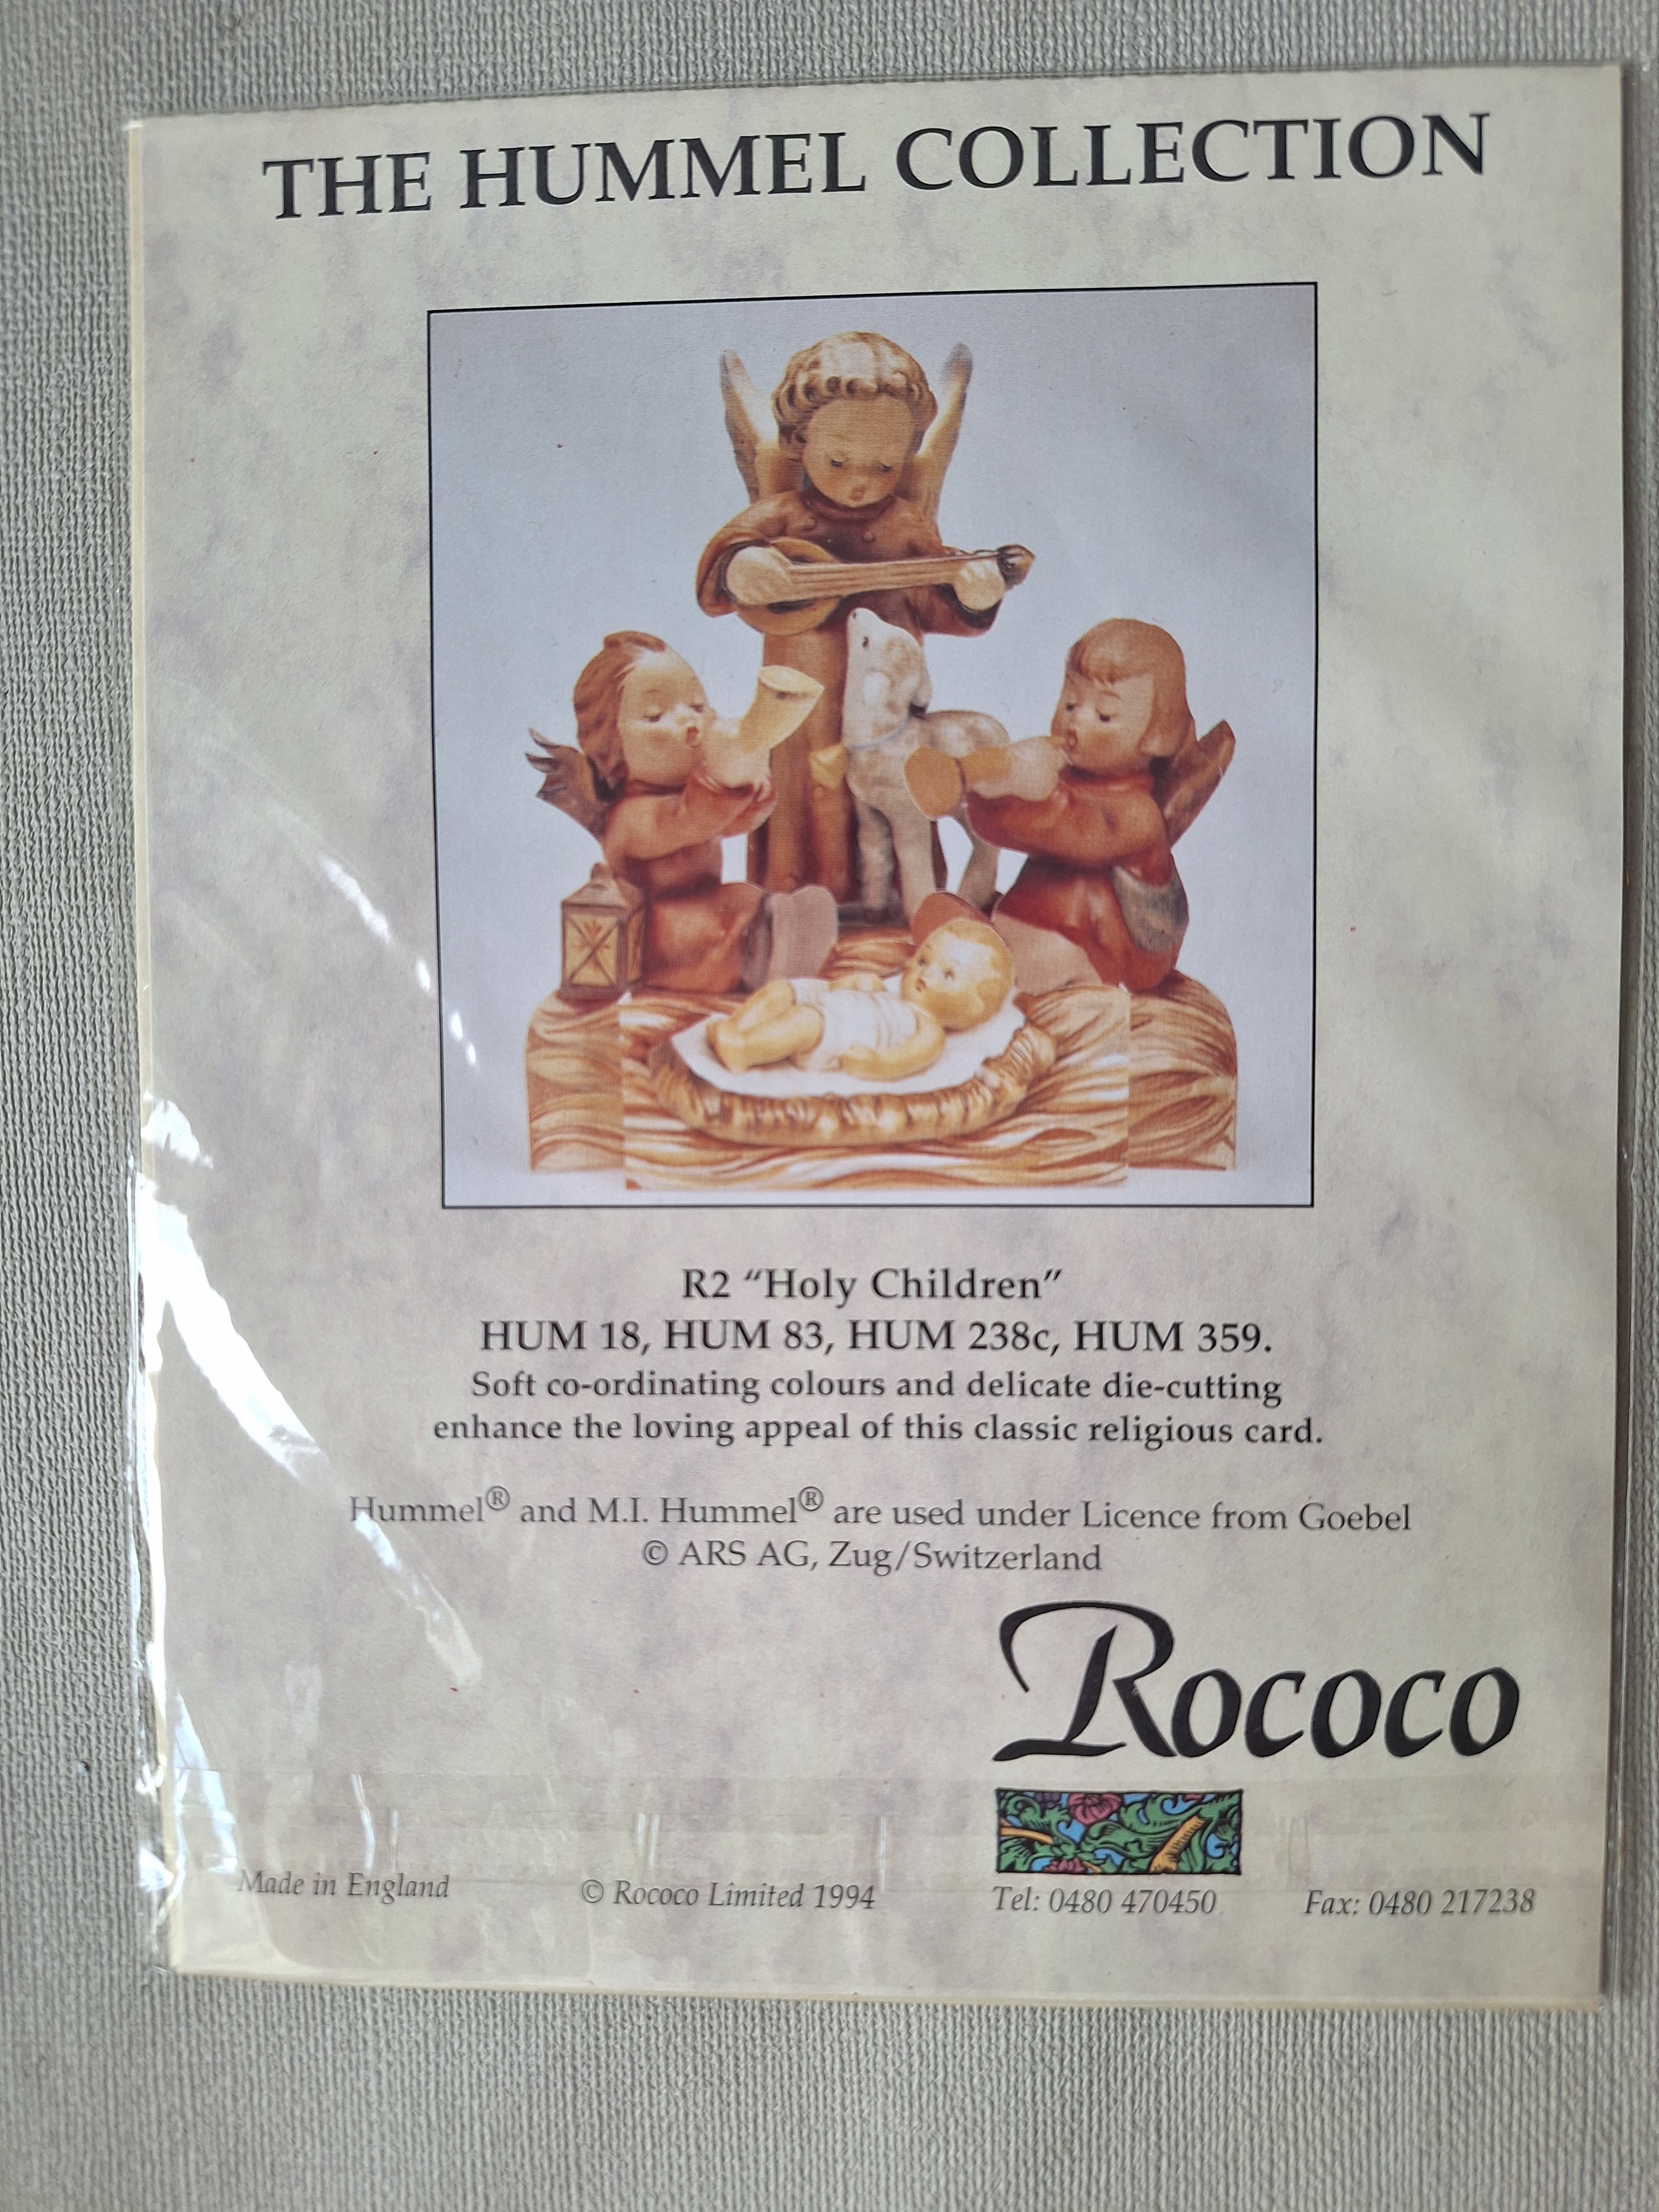 THE HUMMEL COLLECTION
R2 “Holy Children”
HUM 18, HUM 83, HUM 238c, HUM 359.
Soft co-ordinating colours and delicate die-cutting
enhance the loving appeal of this classic religious card.
Hummel® and M.I. Hummel® are used under Licence from Goebel
© ARS AG, Zug/Switzerland
Rococo
Made in England © Rococo Limited 1994 Tel: 0480 470450 Fax: 0480 217238